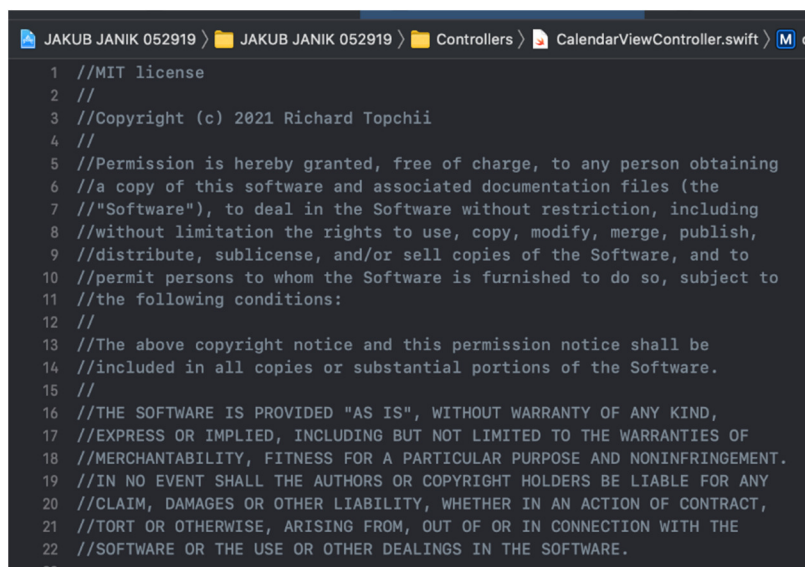 JAKUB JANIK 052919 〉 JAKUB JANIK 052919 〉 Controllers 〉 CalendarViewController.swift 〉 M
1 //MIT license
2 //
3 //Copyright (c) 2021 Richard Topchii
4 //
5 //Permission is hereby granted, free of charge, to any person obtaining
6 //a copy of this software and associated documentation files (the
7 //"Software"), to deal in the Software without restriction, including
8 //without limitation the rights to use, copy, modify, merge, publish,
9 //distribute, sublicense, and/or sell copies of the Software, and to
10 //permit persons to whom the Software is furnished to do so, subject to
11 //the following conditions:
12 //
13 //The above copyright notice and this permission notice shall be
14 //included in all copies or substantial portions of the Software.
15 //
16 //THE SOFTWARE IS PROVIDED "AS IS", WITHOUT WARRANTY OF ANY KIND,
17 //EXPRESS OR IMPLIED, INCLUDING BUT NOT LIMITED TO THE WARRANTIES OF
18 //MERCHANTABILITY, FITNESS FOR A PARTICULAR PURPOSE AND NONINFRINGEMENT.
19 //IN NO EVENT SHALL THE AUTHORS OR COPYRIGHT HOLDERS BE LIABLE FOR ANY
20 //CLAIM, DAMAGES OR OTHER LIABILITY, WHETHER IN AN ACTION OF CONTRACT,
21 //TORT OR OTHERWISE, ARISING FROM, OUT OF OR IN CONNECTION WITH THE
22 //SOFTWARE OR THE USE OR OTHER DEALINGS IN THE SOFTWARE.